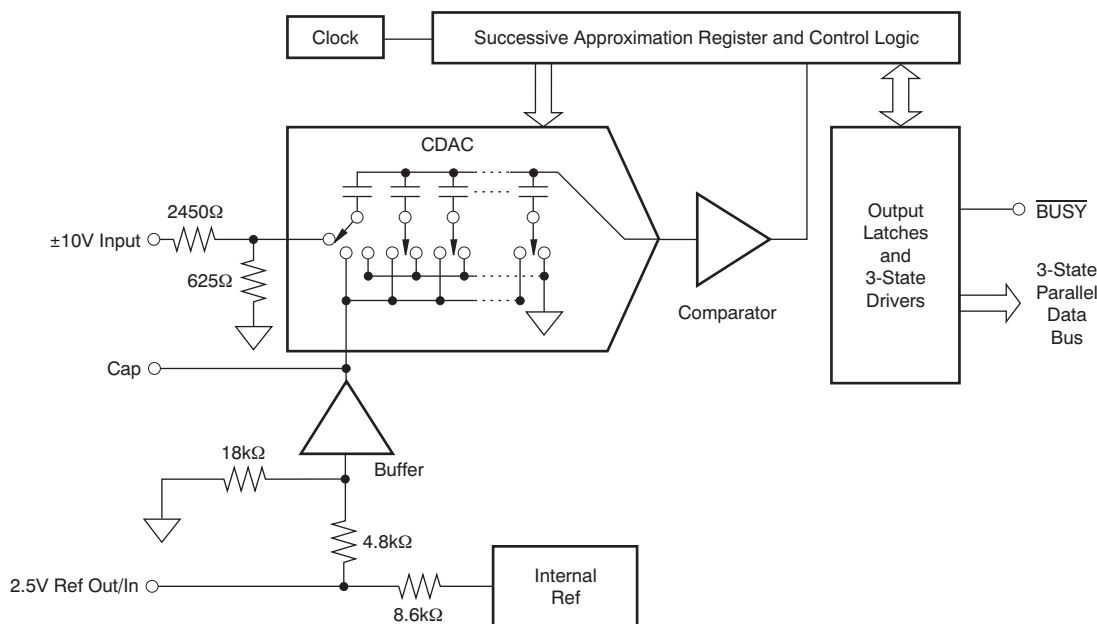 Clock
Successive Approximation Register and Control Logic
CDAC
2450Ω
±10V Input
625Ω
Comparator
Output
Latches
and
3-State
Drivers
B̅U̅S̅Y̅
3-State
Parallel
Data
Bus
Cap
Buffer
18kΩ
4.8kΩ
2.5V Ref Out/In
8.6kΩ
Internal
Ref